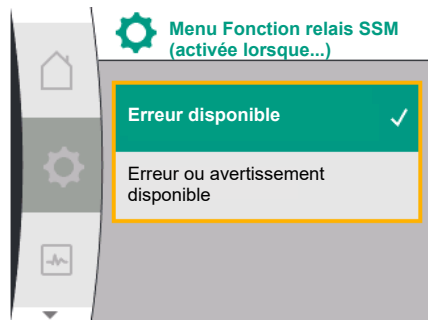 Menu Fonction relais SSM
(activée lorsque...)
Erreur disponible
Erreur ou avertissement
disponible